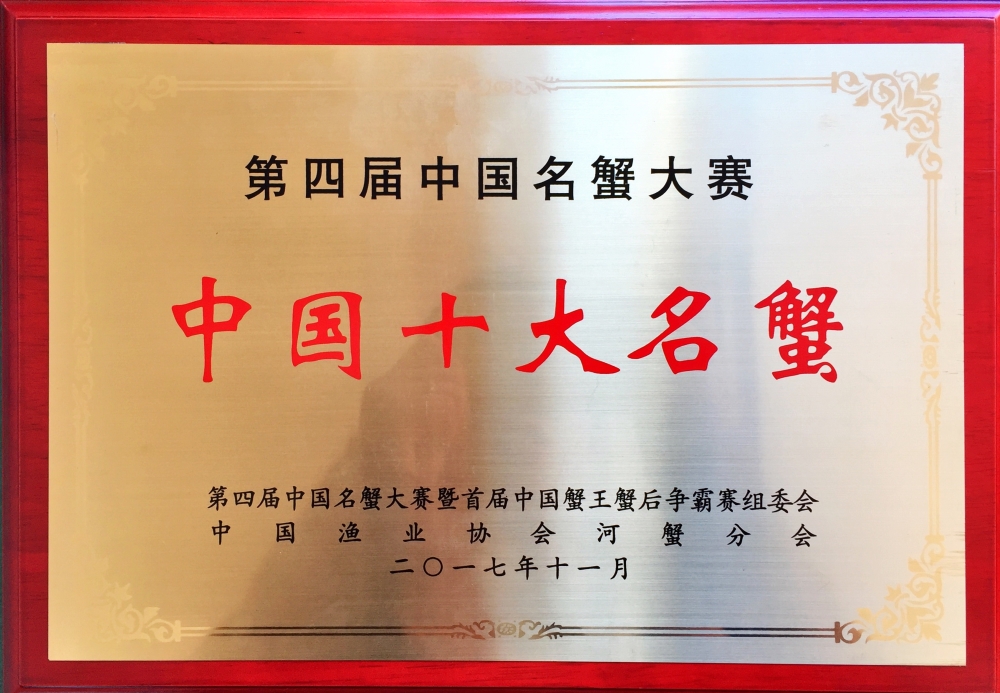 第四届中国名蟹大赛
中国十大名蟹
第四届中国名蟹大赛暨首届中国蟹王蟹后争霸赛组委会
中国渔业协会河蟹分会
二〇一七年十一月